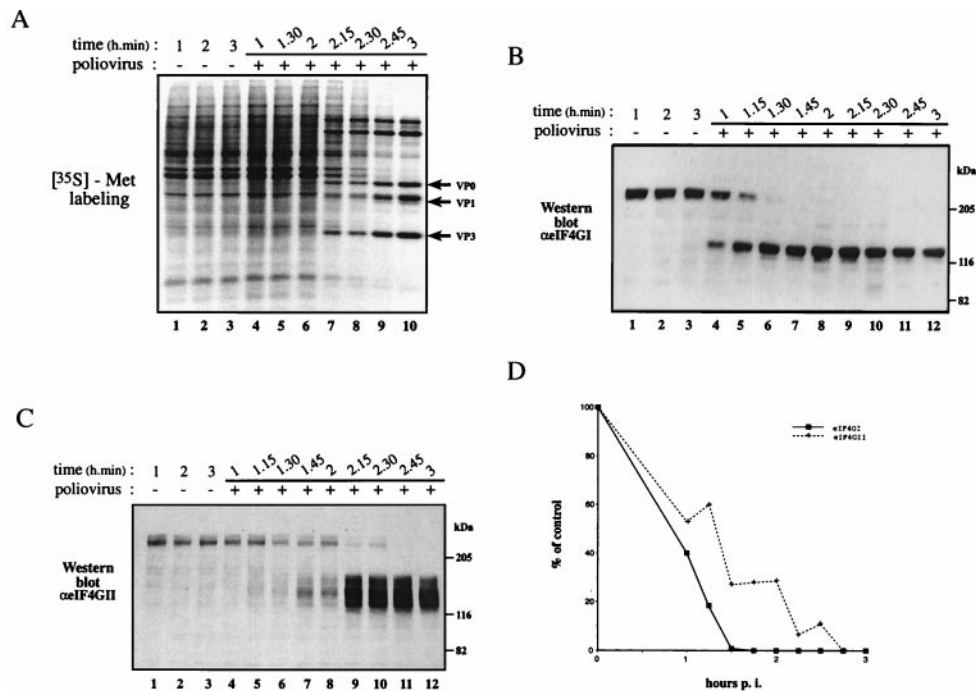 A
time (h.min) : 1 2 3 1 1.30 2 2.15 2.30 2.45 3
poliovirus : - - - + + + + + + +
[35S] - Met
labeling
VP0
VP1
VP3
1 2 3 4 5 6 7 8 9 10
B
time (h.min) : 1 2 3 1 1.15 1.30 1.45 2 2.15 2.30 2.45 3
poliovirus : - - - + + + + + + + + +
kDa
Western
blot
αeIF4GI
205
116
82
1 2 3 4 5 6 7 8 9 10 11 12
C
time (h.min) : 1 2 3 1 1.15 1.30 1.45 2 2.15 2.30 2.45 3
poliovirus : - - - + + + + + + + + +
kDa
Western
blot
αeIF4GII
205
116
82
1 2 3 4 5 6 7 8 9 10 11 12
D
100
80
60
40
20
0
% of control
eIF4GI
eIF4GII
0 1 2 3
hours p. i.